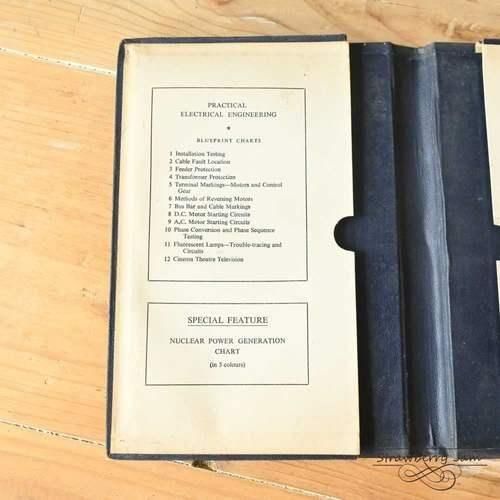 PRACTICAL
ELECTRICAL ENGINEERING
*
BLUEPRINT CHARTS
1 Installation Testing
2 Cable Fault Location
3 Feeder Protection
4 Transformer Protection
5 Terminal Markings—Motors and Control
Gear
6 Methods of Reversing Motors
7 Bus Bar and Cable Markings
8 D.C. Motor Starting Circuits
9 A.C. Motor Starting Circuits
10 Phase Conversion and Phase Sequence
Testing
11 Fluorescent Lamps—Trouble-tracing and
Circuits
12 Cinema Theatre Television
SPECIAL FEATURE
NUCLEAR POWER GENERATION
CHART
(in 3 colours)
Strawberry Sam